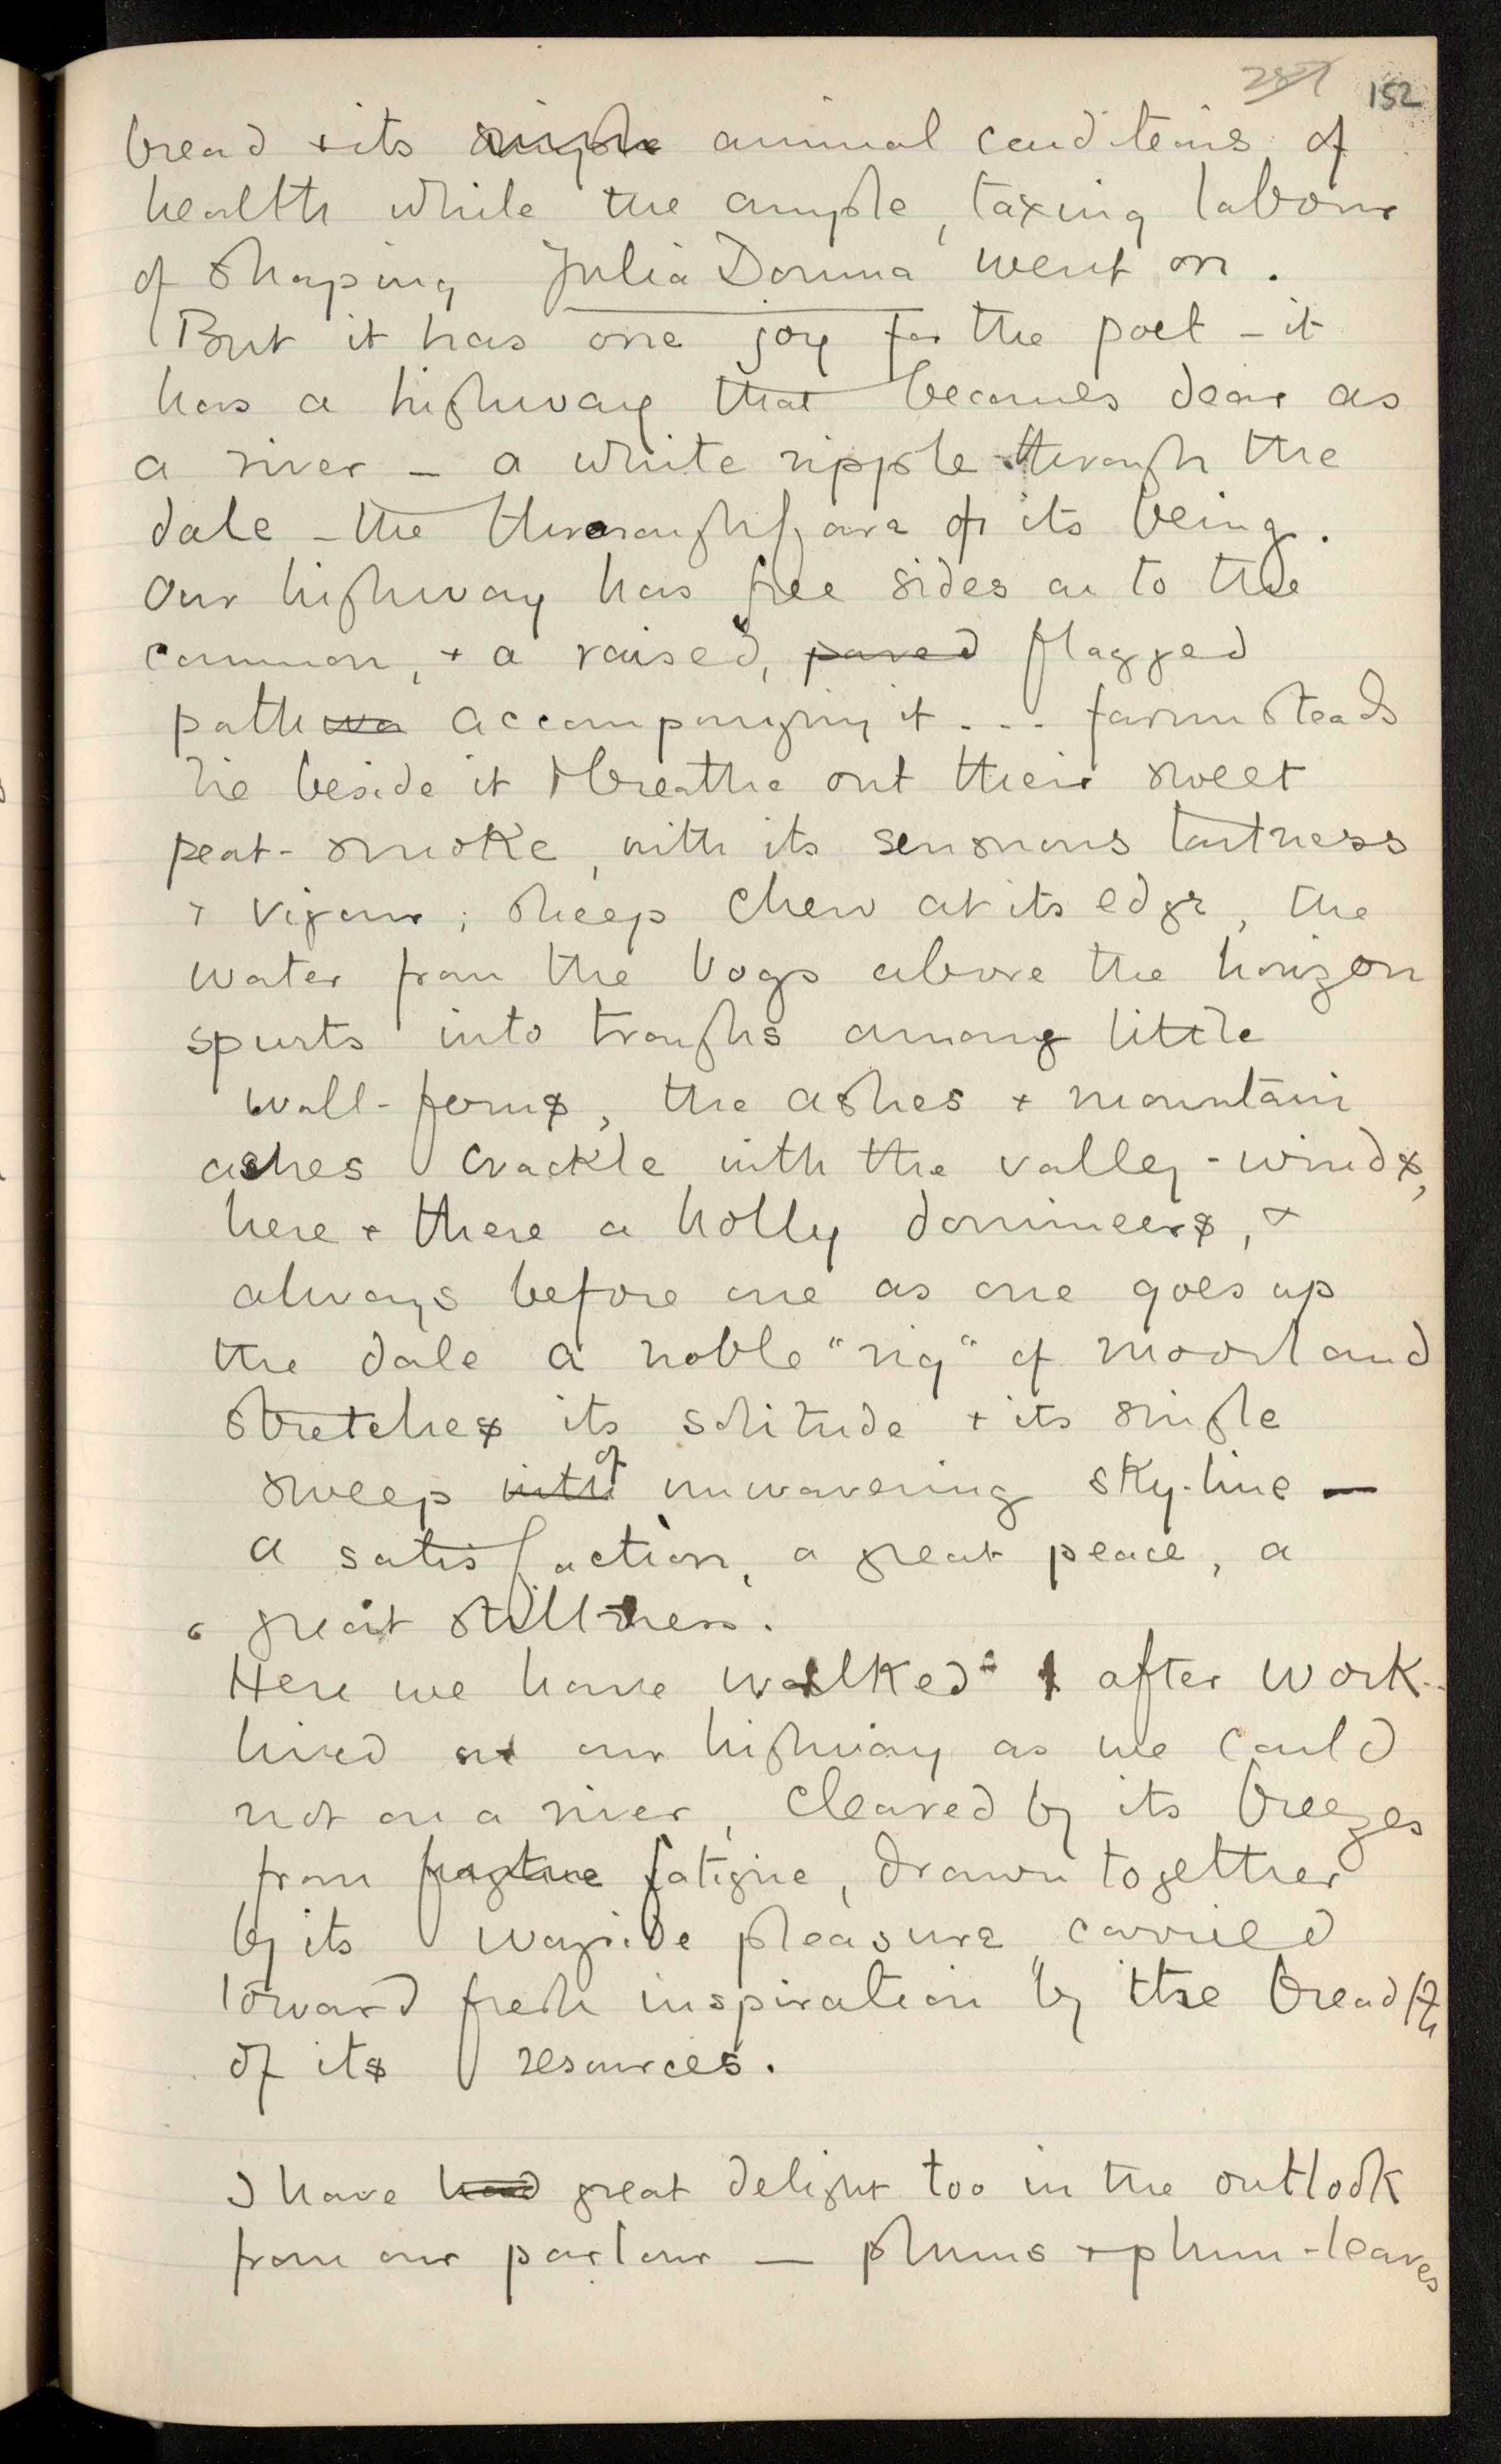 287 152
bread + its simple animal conditions of
health while the ample, taxing labour
of shaping Julia Domna went on.
But it has one joy for the poet – it
has a highway that becomes dear as
a river – a white ripple through the
dale – the thoroughfare of its being.
Our highway has free sides on to the
common, + a raised, paved flagged
path accompanying it ... farmsteads
lie beside it + breathe out their sweet
peat-smoke, with its sensuous tartness
+ vigour; sheep chew at its edge, the
water from the bogs above the horizon
spurts into troughs among little
wall-ferns, the ashes + mountain
ashes crackle with the valley-winds,
here + there a holly domineers, +
always before one as one goes up
the dale a noble "rig" of moorland
stretches its solitude + its single
sweep with of unwavering sky-line –
a satisfaction, a great peace, a
great stillness.
Here we have walked after work –
lived on our highway as we could
not on a river, cleared by its breezes
from fatigue, drawn together
by its wayside pleasure, carried
toward fresh inspiration by the breadth
of its resources.
I have had great delight too in the outlook
from our parlour — plums + plum-leaves